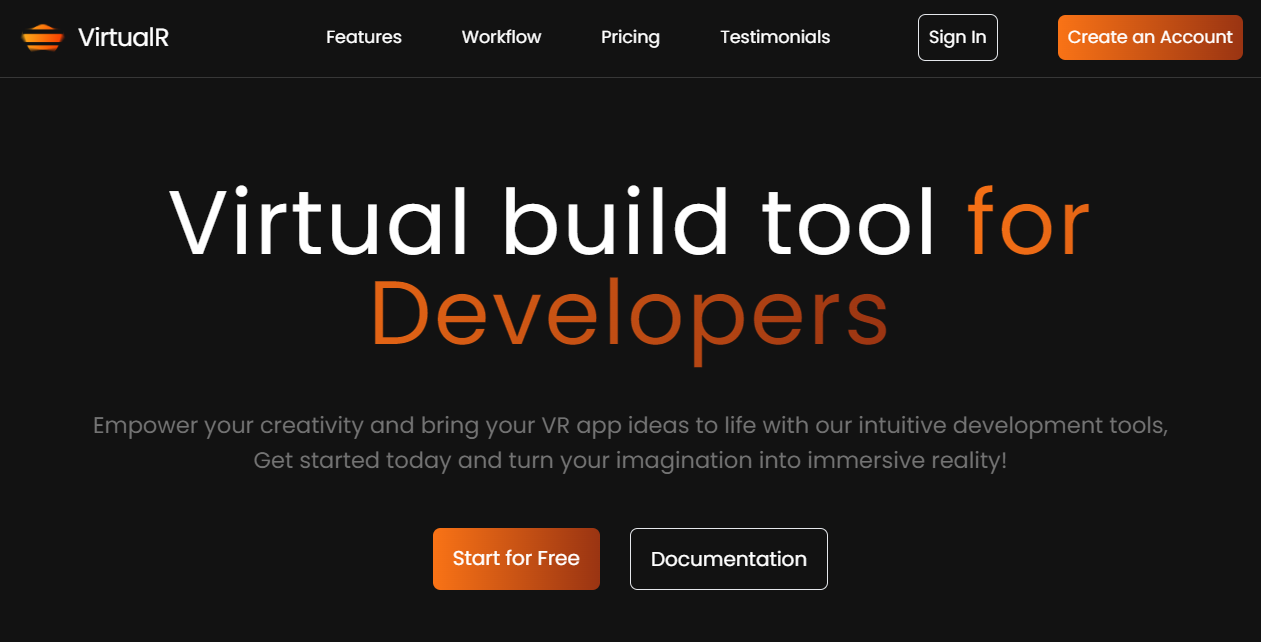 VirtualR Features Workflow Pricing Testimonials Sign In Create an Account
Virtual build tool for
Developers
Empower your creativity and bring your VR app ideas to life with our intuitive development tools,
Get started today and turn your imagination into immersive reality!
Start for Free Documentation